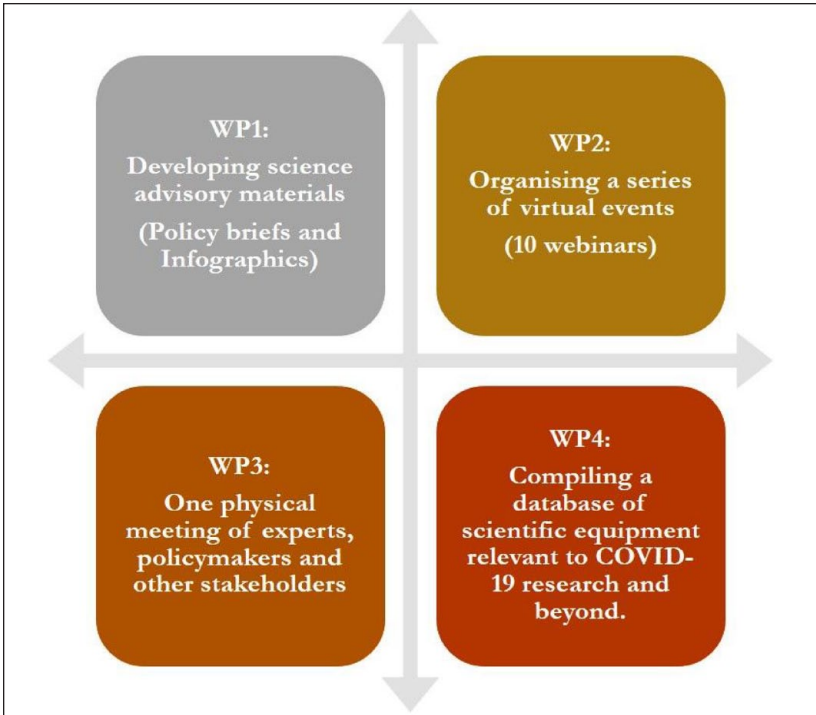 WP1:
Developing science
advisory materials
(Policy briefs and
Infographics)
WP2:
Organising a series
of virtual events
(10 webinars)
WP3:
One physical
meeting of experts,
policymakers and
other stakeholders
WP4:
Compiling a
database of
scientific equipment
relevant to COVID-
19 research and
beyond.